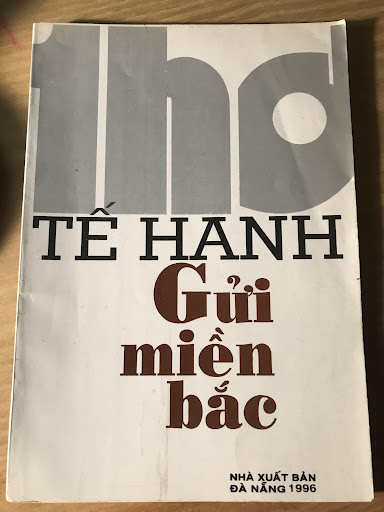 thơ
TẾ HANH
Gửi
miền
bắc
NHÀ XUẤT BẢN
ĐÀ NẴNG 1996